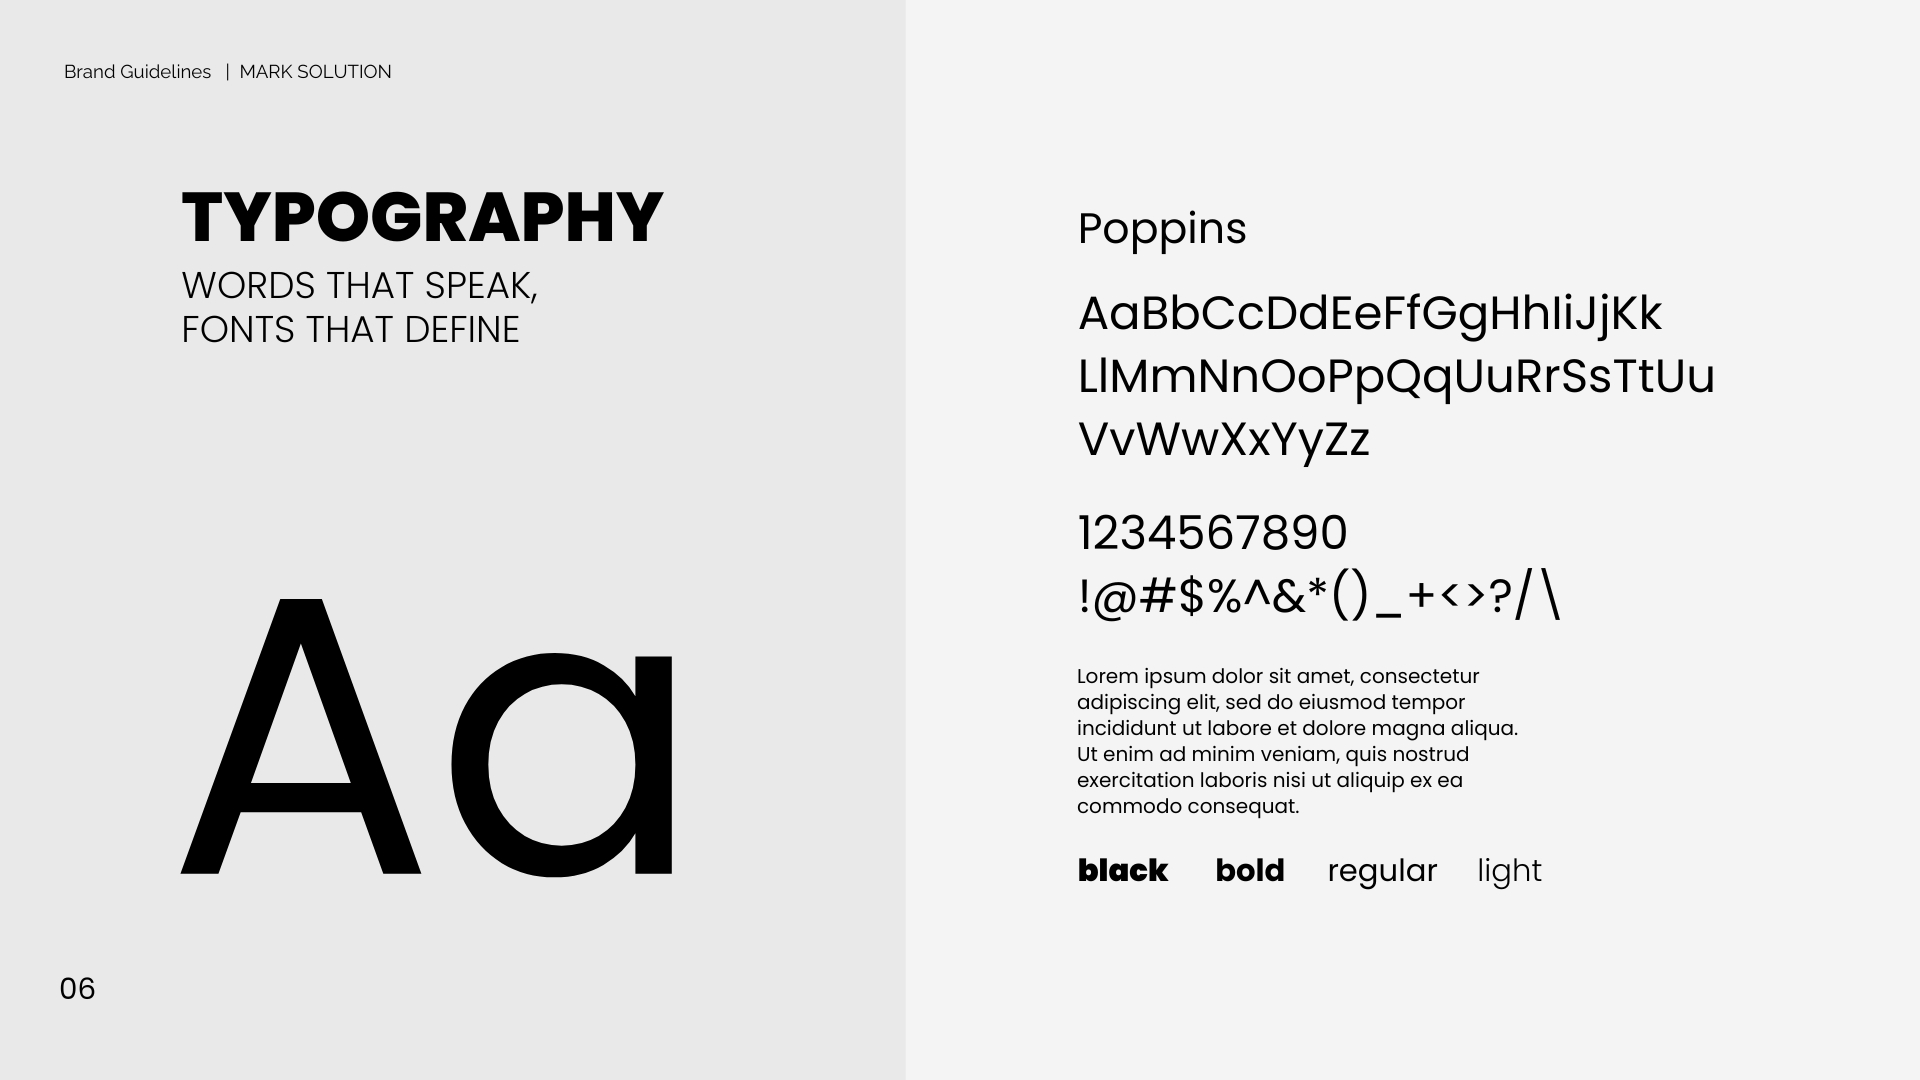 Brand Guidelines | MARK SOLUTION
TYPOGRAPHY
WORDS THAT SPEAK,
FONTS THAT DEFINE
Aa
06
Poppins
AaBbCcDdEeFfGgHhIiJjKk
LlMmNnOoPpQqUuRrSsTtUu
VvWwXxYyZz
1234567890
!@#$%^&*()_+<>?/\
Lorem ipsum dolor sit amet, consectetur
adipiscing elit, sed do eiusmod tempor
incididunt ut labore et dolore magna aliqua.
Ut enim ad minim veniam, quis nostrud
exercitation laboris nisi ut aliquip ex ea
commodo consequat.
black bold regular light